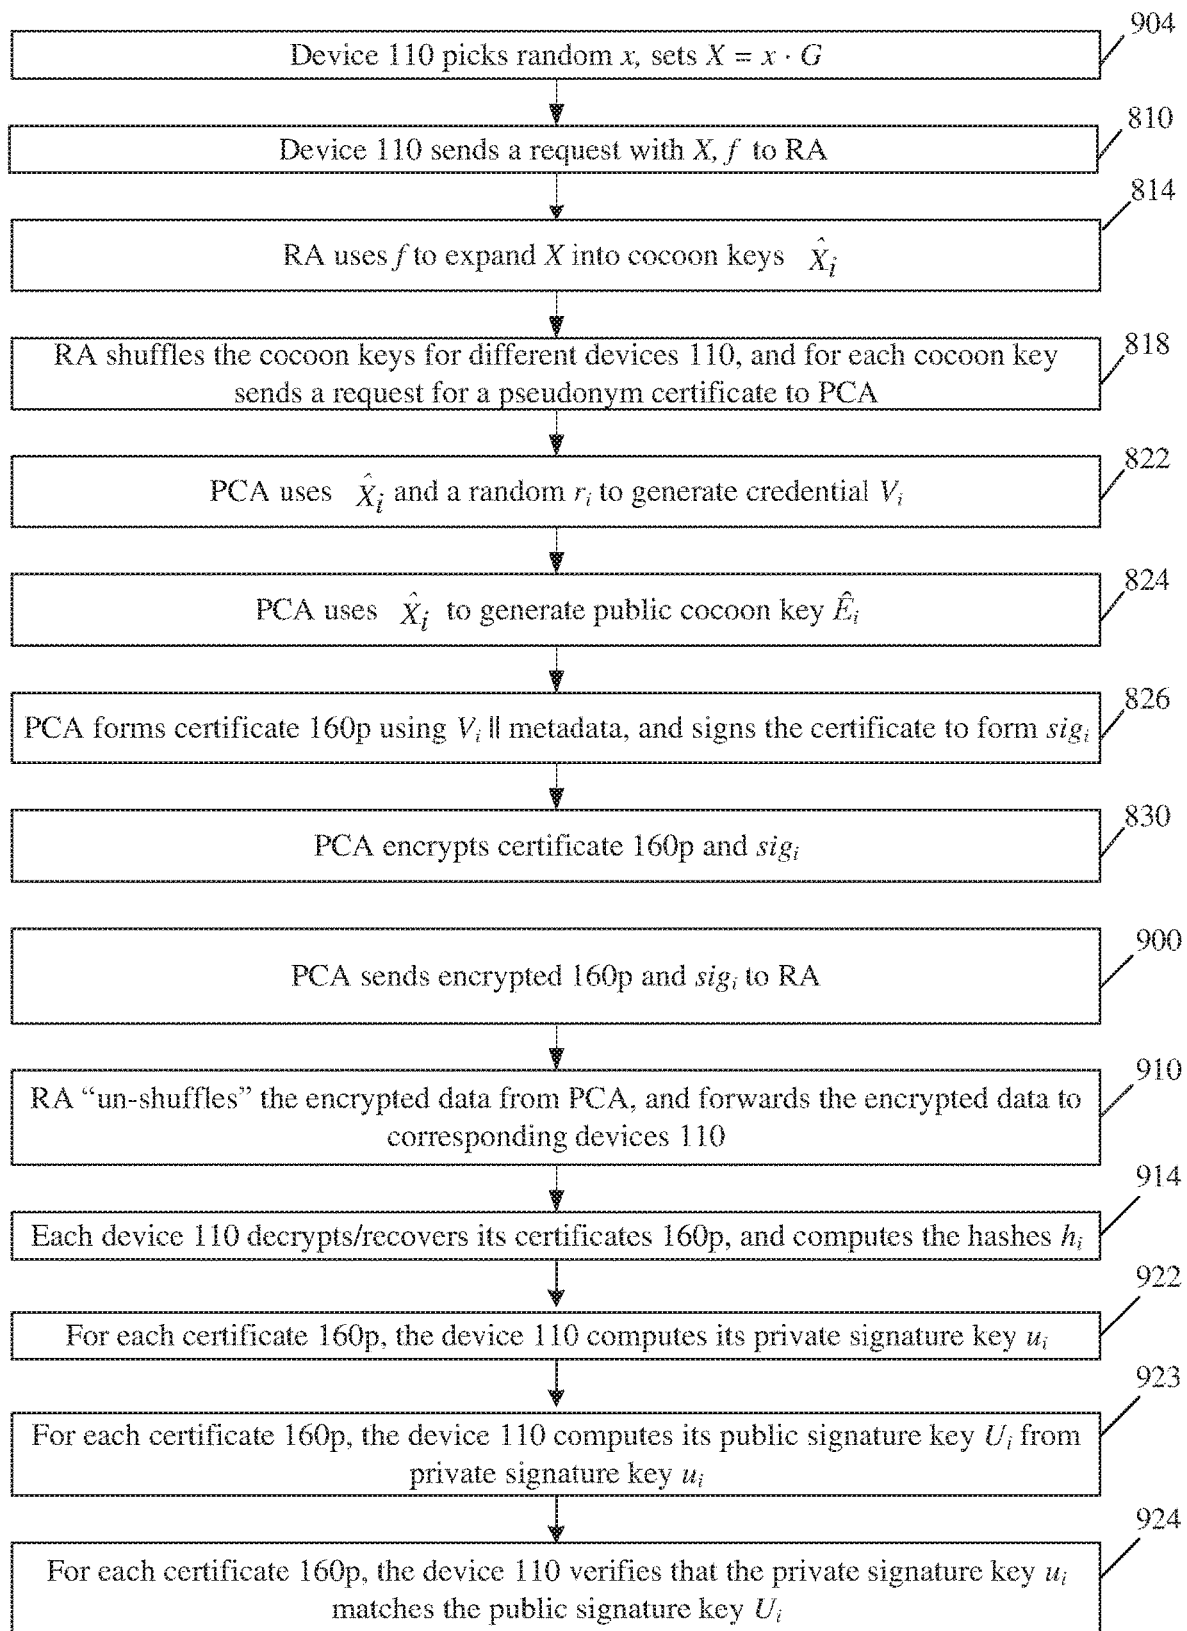 904
Device 110 picks random x, sets X = x · G
810
Device 110 sends a request with X, f to RA
814
RA uses f to expand X into cocoon keys X̂ᵢ
818
RA shuffles the cocoon keys for different devices 110, and for each cocoon key
sends a request for a pseudonym certificate to PCA
822
PCA uses X̂ᵢ and a random rᵢ to generate credential Vᵢ
824
PCA uses X̂ᵢ to generate public cocoon key Êᵢ
826
PCA forms certificate 160p using Vᵢ || metadata, and signs the certificate to form sigᵢ
830
PCA encrypts certificate 160p and sigᵢ
900
PCA sends encrypted 160p and sigᵢ to RA
910
RA “un-shuffles” the encrypted data from PCA, and forwards the encrypted data to
corresponding devices 110
914
Each device 110 decrypts/recovers its certificates 160p, and computes the hashes hᵢ
922
For each certificate 160p, the device 110 computes its private signature key uᵢ
923
For each certificate 160p, the device 110 computes its public signature key Uᵢ from
private signature key uᵢ
924
For each certificate 160p, the device 110 verifies that the private signature key uᵢ
matches the public signature key Uᵢ